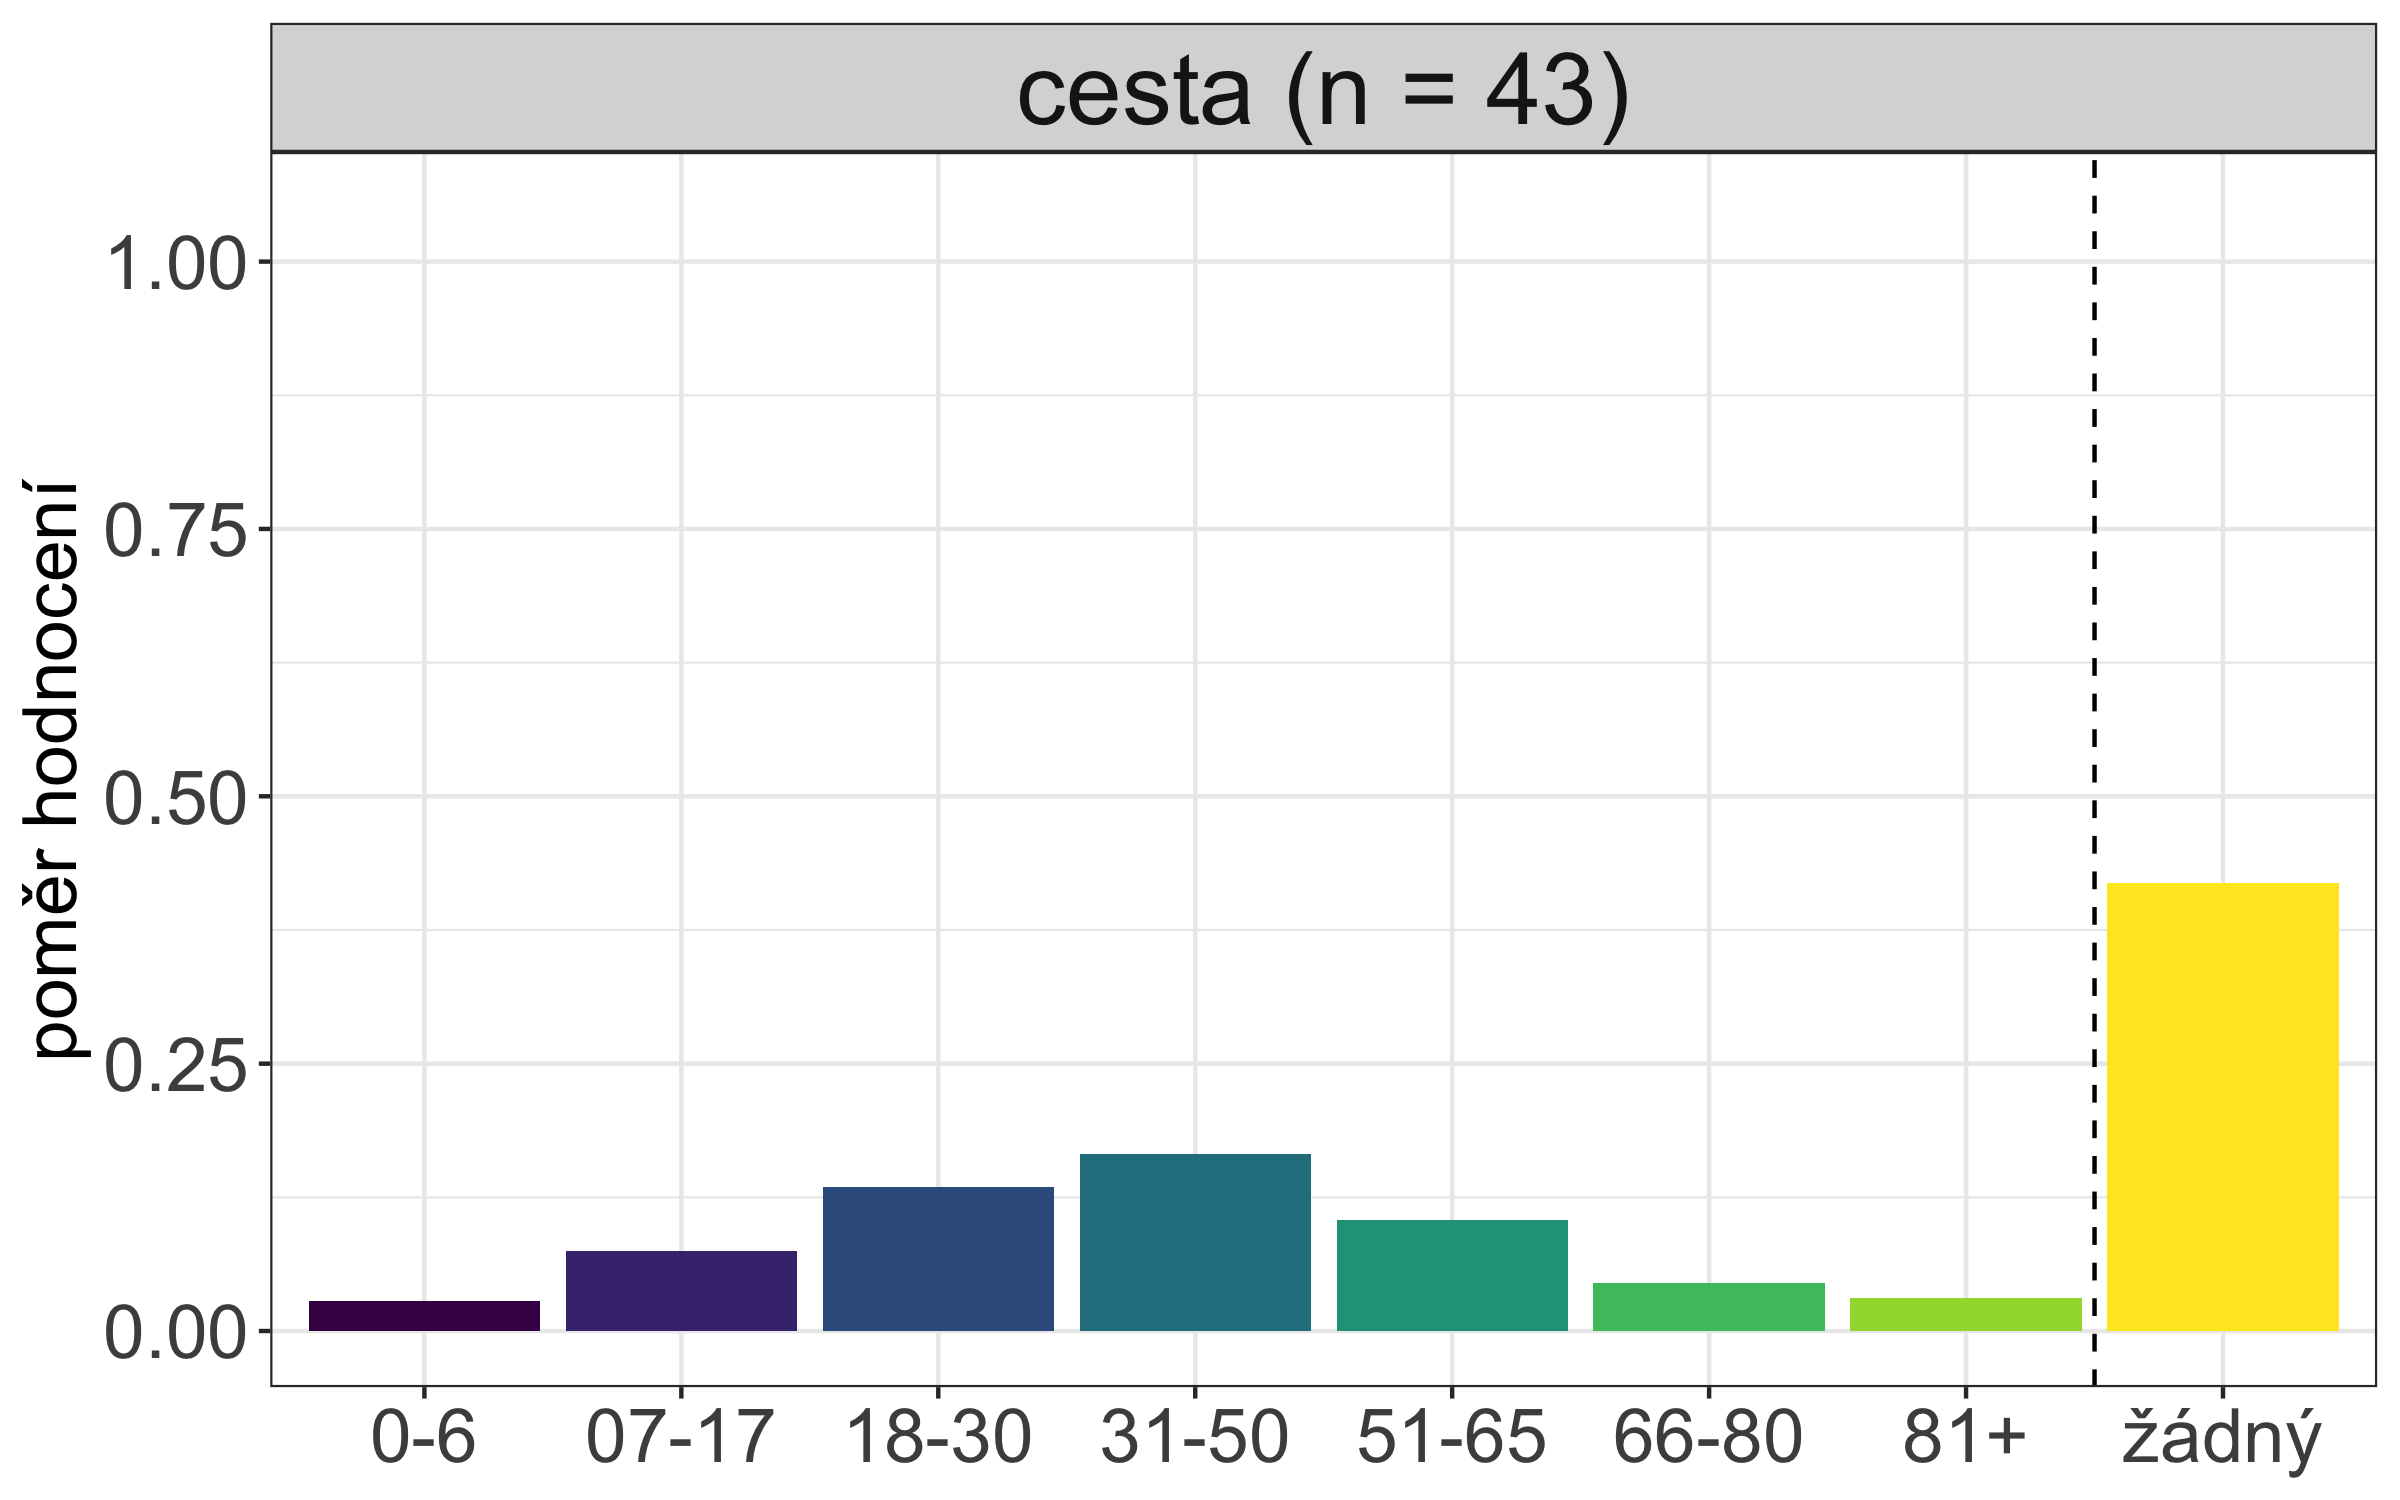 cesta (n = 43)
poměr hodnocení
1.00
0.75
0.50
0.25
0.00
0-6 07-17 18-30 31-50 51-65 66-80 81+ žádný